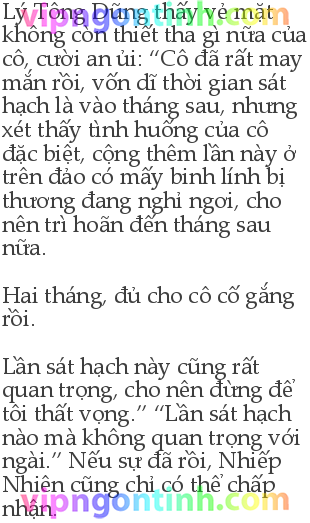 Lý Tông Dũng thấy vẻ mặt
không còn thiết tha gì nữa của
cô, cười an ủi: “Cô đã rất may
mắn rồi, vốn dĩ thời gian sát
hạch là vào tháng sau, nhưng
xét thấy tình huống của cô
đặc biệt, cộng thêm lần này ở
trên đảo có mấy binh lính bị
thương đang nghỉ ngơi, cho
nên trì hoãn đến tháng sau
nữa.
Hai tháng, đủ cho cô cố gắng
rồi.
Lần sát hạch này cũng rất
quan trọng, cho nên đừng để
tôi thất vọng.” “Lần sát hạch
nào mà không quan trọng với
ngài.” Nếu sự đã rồi, Nhiếp
Nhiên cũng chỉ có thể chấp
nhận.
vipngontinh.com
vipngontinh.com